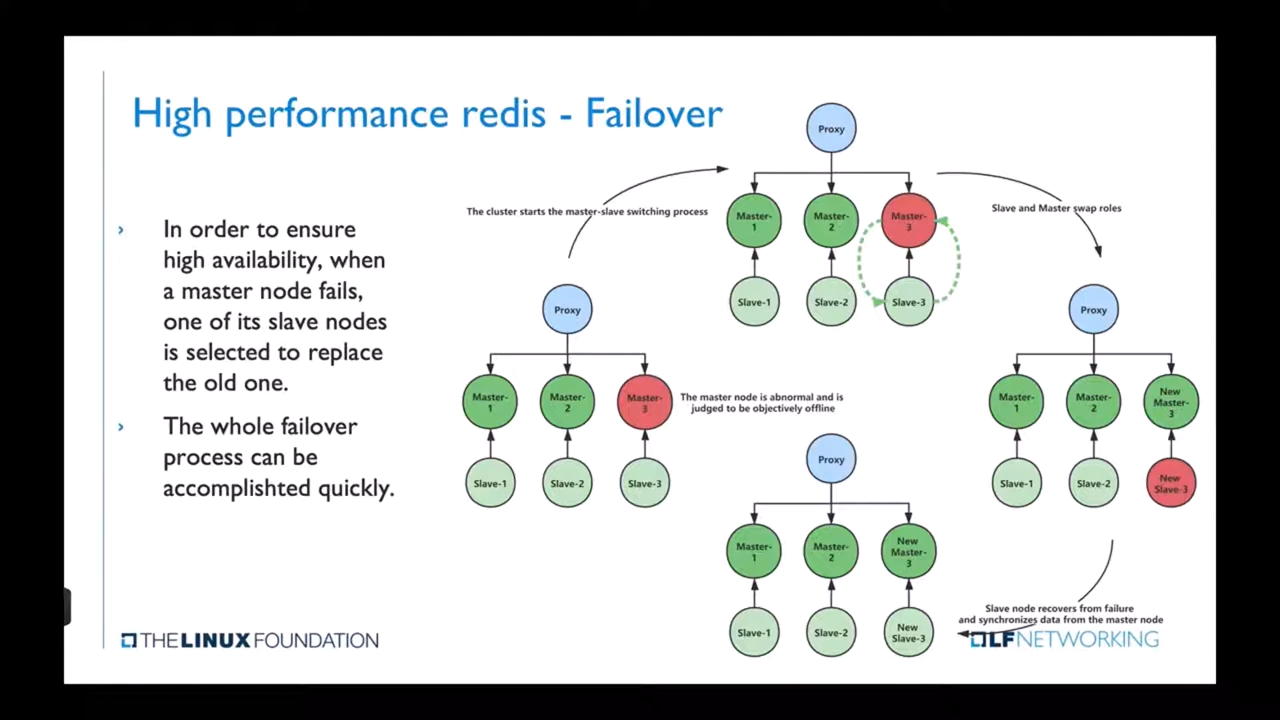 High performance redis - Failover
› In order to ensure
high availability, when
a master node fails,
one of its slave nodes
is selected to replace
the old one.
› The whole failover
process can be
accomplishted quickly.
The cluster starts the master-slave switching process
Proxy
Master-
1
Master-
2
Master-
3
Slave-1
Slave-2
Slave-3
The master node is abnormal and is
judged to be objectively offline
Proxy
Master-
1
Master-
2
Master-
3
Slave-1
Slave-2
Slave-3
Slave and Master swap roles
Proxy
Master-
1
Master-
2
New
Master-
3
Slave-1
Slave-2
New
Slave-3
Slave node recovers from failure
and synchronizes data from the master node
Proxy
Master-
1
Master-
2
New
Master-
3
Slave-1
Slave-2
New
Slave-3
THE LINUX FOUNDATION
LFNETWORKING